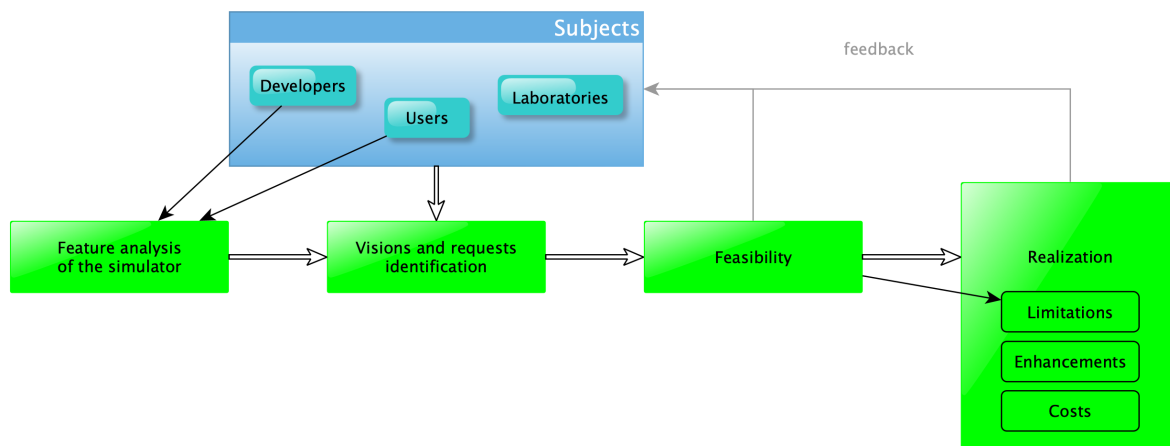 Subjects
feedback
Developers
Laboratories
Users
Feature analysis
of the simulator
Visions and requests
identification
Feasibility
Realization
Limitations
Enhancements
Costs